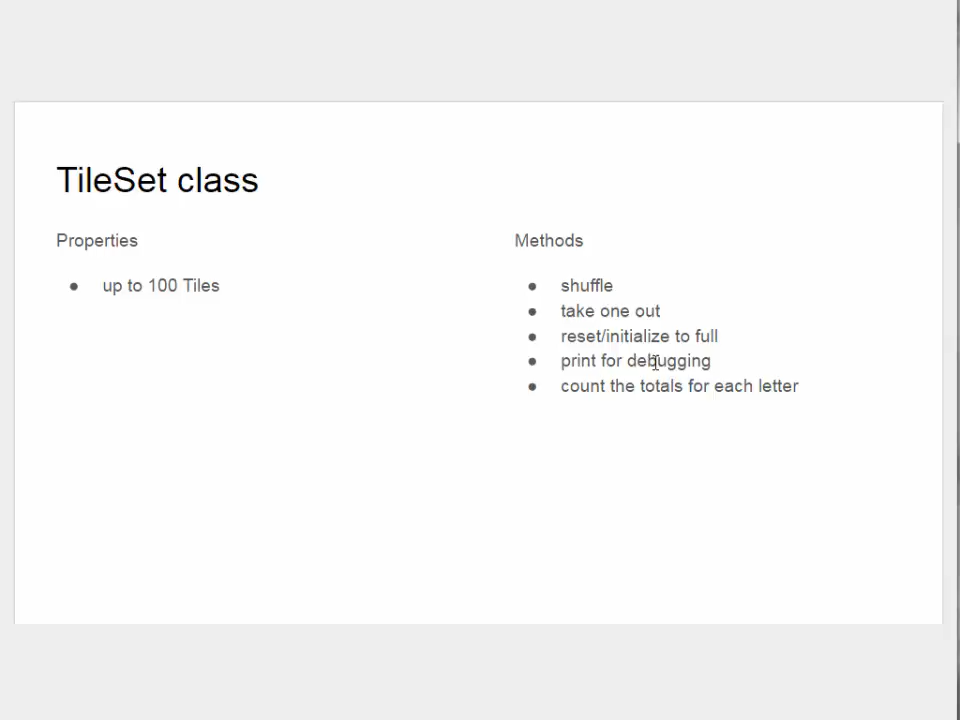 TileSet class
Properties
● up to 100 Tiles
Methods
● shuffle
● take one out
● reset/initialize to full
● print for debugging
● count the totals for each letter